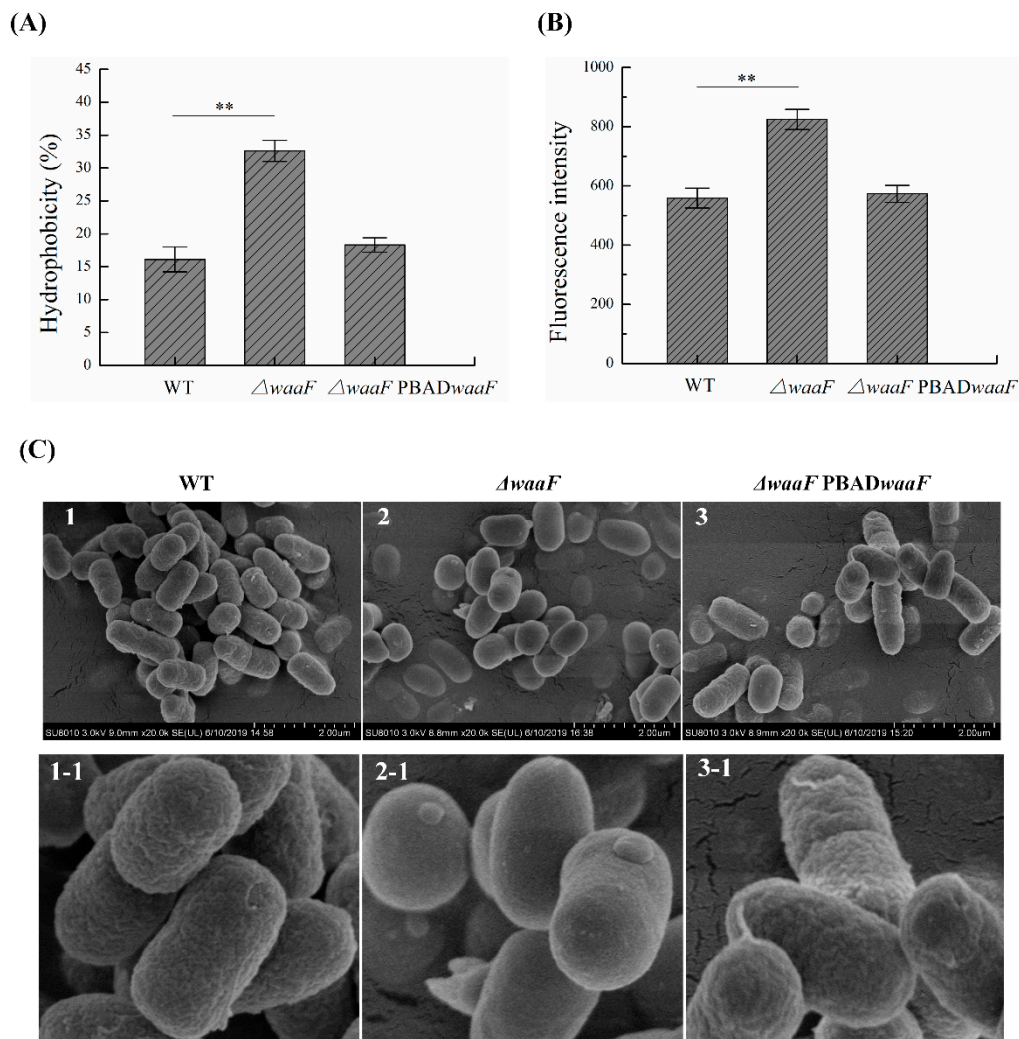 (A)
Hydrophobicity (%)
45
40
35
30
25
20
15
10
5
0
**
WT
△waaF
△waaF PBADwaaF
(B)
Fluorescence intensity
1000
800
600
400
200
0
**
WT
△waaF
△waaF PBADwaaF
(C)
WT
ΔwaaF
ΔwaaF PBADwaaF
1
2
3
SU8010 3.0kV 9.0mm x20.0k SE(UL) 6/10/2019 14:58 2.00um
SU8010 3.0kV 8.8mm x20.0k SE(UL) 6/10/2019 16:38 2.00um
SU8010 3.0kV 8.9mm x20.0k SE(UL) 6/10/2019 15:20 2.00um
1-1
2-1
3-1